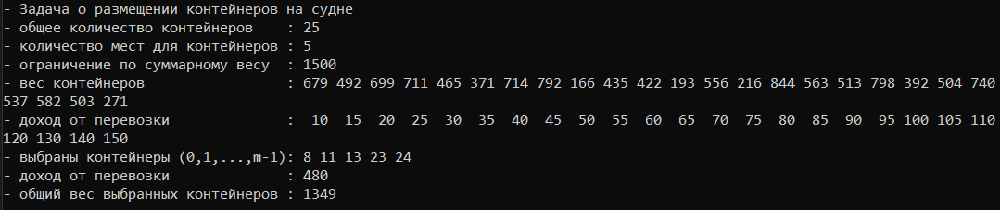 - Задача о размещении контейнеров на судне
- общее количество контейнеров    : 25
- количество мест для контейнеров : 5
- ограничение по суммарному весу  : 1500
- вес контейнеров                 : 679 492 699 711 465 371 714 792 166 435 422 193 556 216 844 563 513 798 392 504 740
537 582 503 271
- доход от перевозки              :  10  15  20  25  30  35  40  45  50  55  60  65  70  75  80  85  90  95 100 105 110
120 130 140 150
- выбраны контейнеры (0,1,...,m-1): 8 11 13 23 24
- доход от перевозки              : 480
- общий вес выбранных контейнеров : 1349